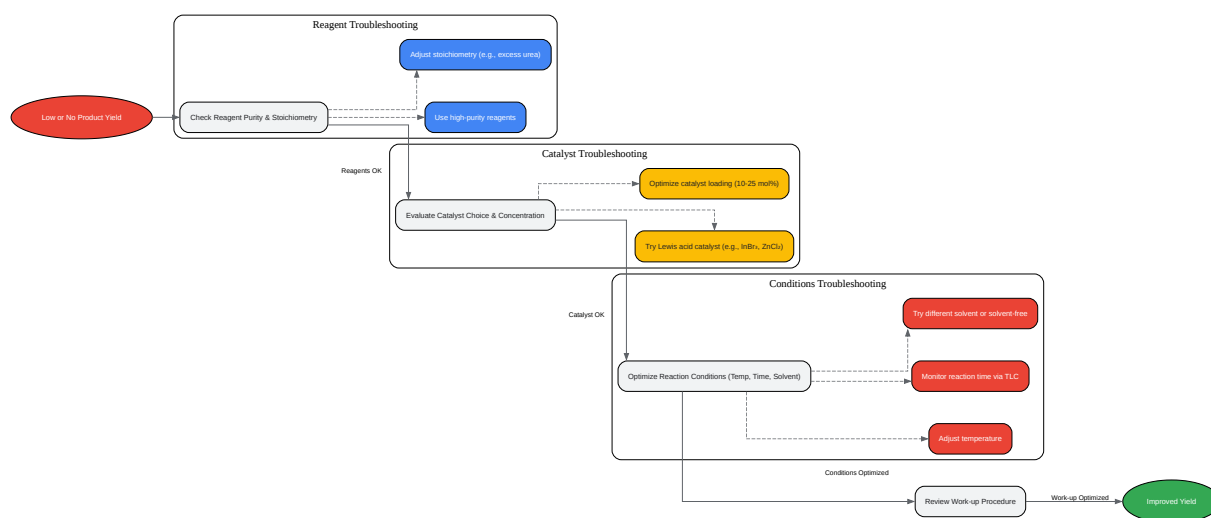 Reagent Troubleshooting
Adjust stoichiometry (e.g., excess urea)
Low or No Product Yield
Check Reagent Purity & Stoichiometry
Use high-purity reagents
Reagents OK
Catalyst Troubleshooting
Optimize catalyst loading (10-25 mol%)
Evaluate Catalyst Choice & Concentration
Try Lewis acid catalyst (e.g., InBr₃, ZnCl₂)
Catalyst OK
Conditions Troubleshooting
Try different solvent or solvent-free
Optimize Reaction Conditions (Temp, Time, Solvent)
Monitor reaction time via TLC
Adjust temperature
Conditions Optimized
Review Work-up Procedure
Work-up Optimized
Improved Yield